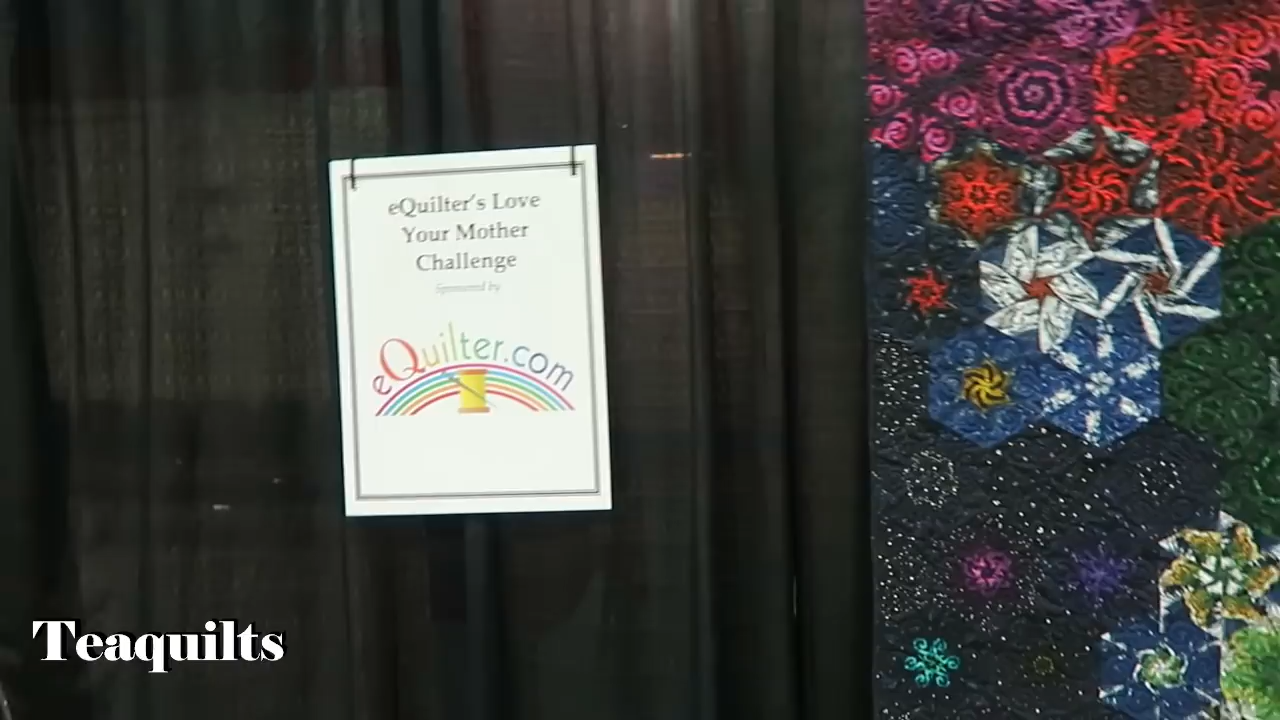 eQuilter's Love
Your Mother
Challenge
Sponsored by
eQuilter.com
Teaquilts